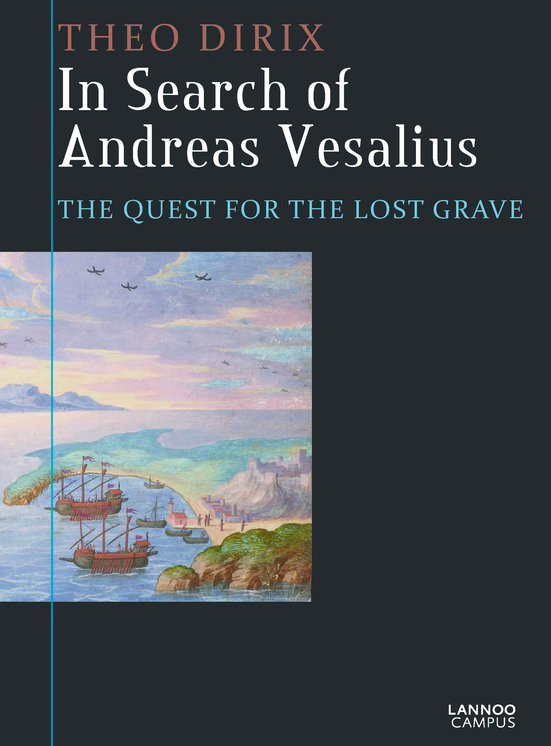 THEO DIRIX
In Search of
Andreas Vesalius
THE QUEST FOR THE LOST GRAVE
LANNOO
CAMPUS